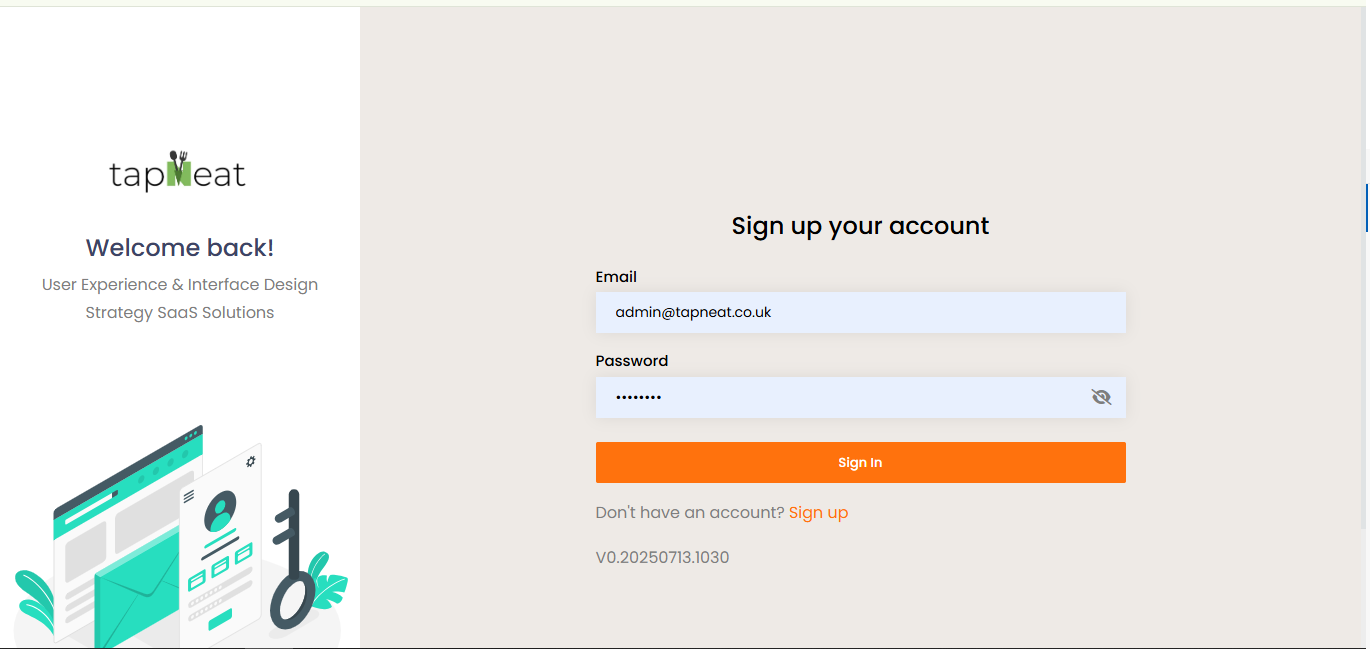 tapNeat
Welcome back!
User Experience & Interface Design
Strategy SaaS Solutions
Sign up your account
Email
admin@tapneat.co.uk
Password
••••••••
Sign In
Don't have an account? Sign up
V0.20250713.1030